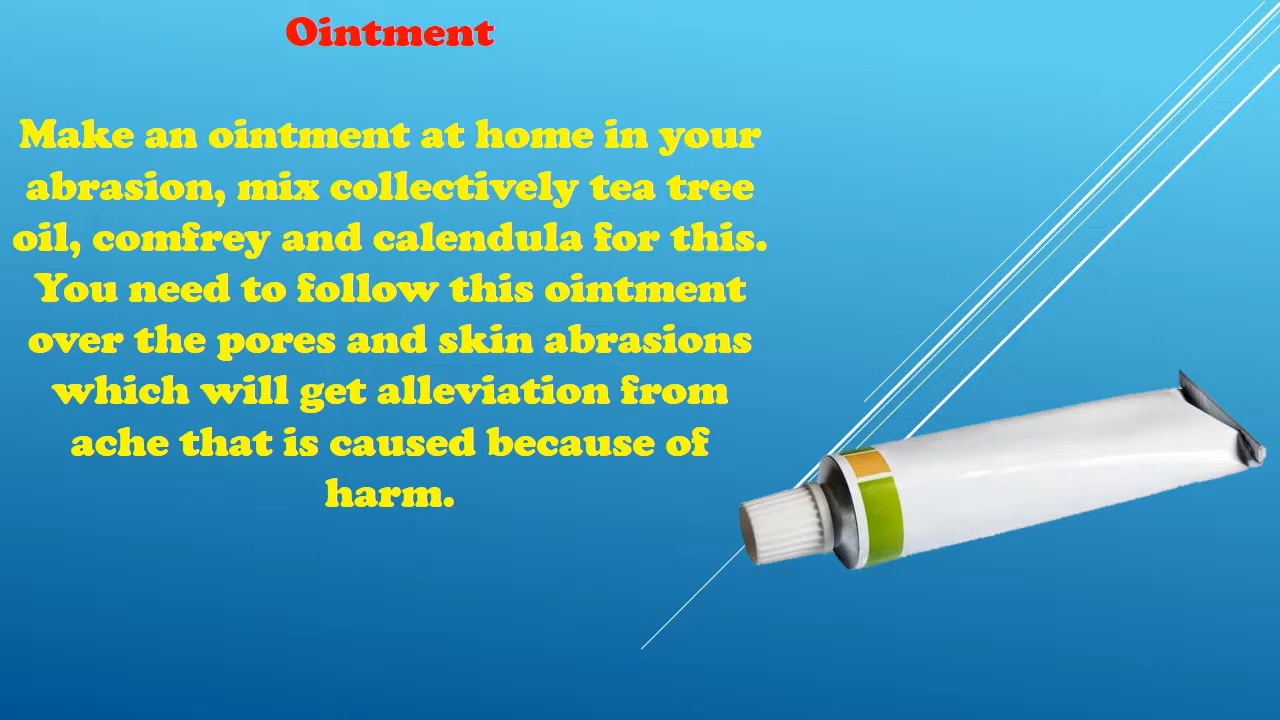 Ointment
Make an ointment at home in your
abrasion, mix collectively tea tree
oil, comfrey and calendula for this.
You need to follow this ointment
over the pores and skin abrasions
which will get alleviation from
ache that is caused because of
harm.